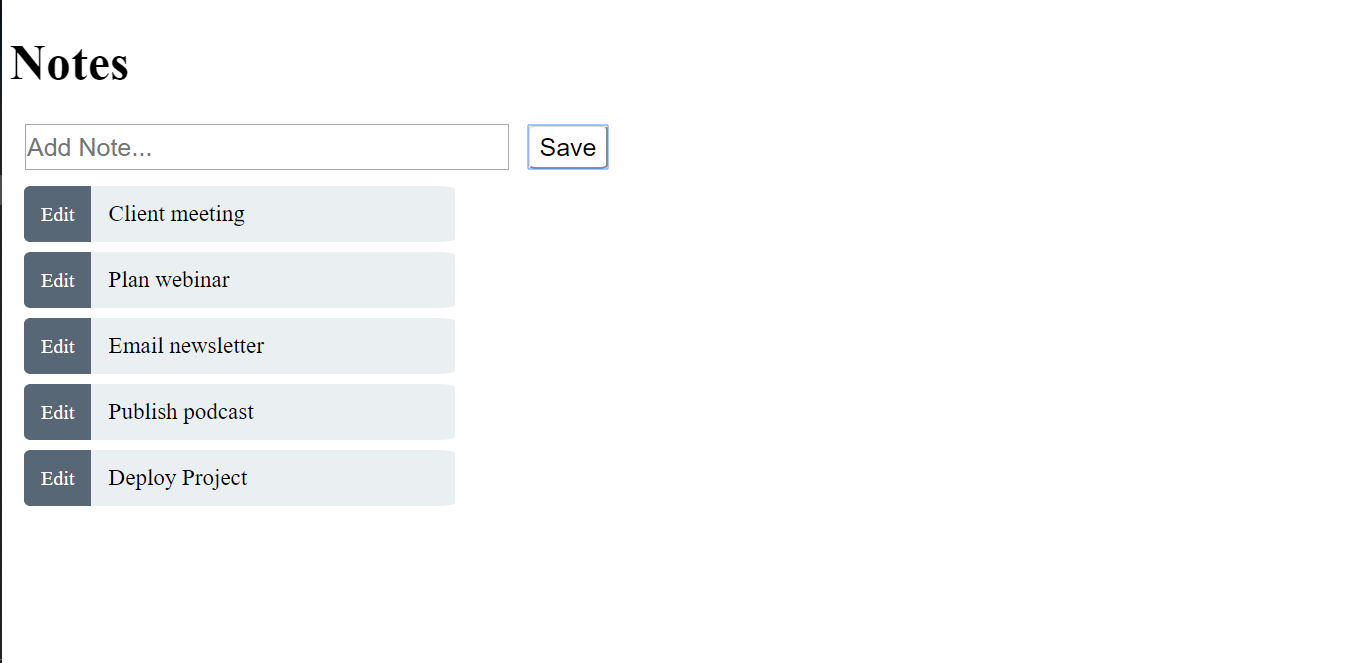 Notes
Add Note...
Save
Edit Client meeting
Edit Plan webinar
Edit Email newsletter
Edit Publish podcast
Edit Deploy Project